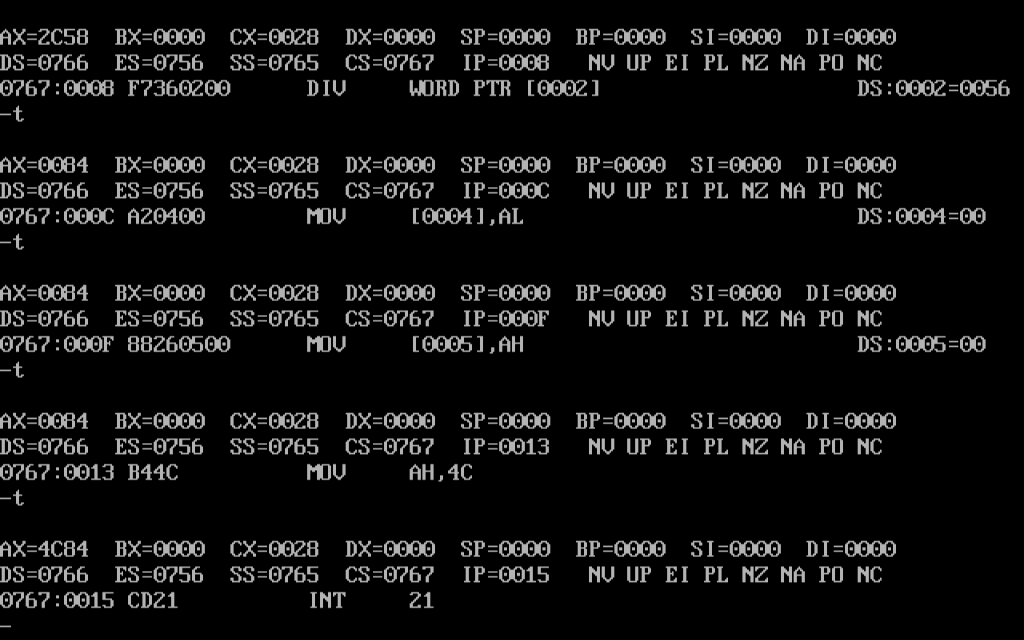 AX=2C58  BX=0000  CX=0028  DX=0000  SP=0000  BP=0000  SI=0000  DI=0000
DS=0766  ES=0756  SS=0765  CS=0767  IP=0008   NV UP EI PL NZ NA PO NC
0767:0008 F7360200      DIV     WORD PTR [0002]                    DS:0002=0056
-t
AX=0084  BX=0000  CX=0028  DX=0000  SP=0000  BP=0000  SI=0000  DI=0000
DS=0766  ES=0756  SS=0765  CS=0767  IP=000C   NV UP EI PL NZ NA PO NC
0767:000C A20400        MOV     [0004],AL                          DS:0004=00
-t
AX=0084  BX=0000  CX=0028  DX=0000  SP=0000  BP=0000  SI=0000  DI=0000
DS=0766  ES=0756  SS=0765  CS=0767  IP=000F   NV UP EI PL NZ NA PO NC
0767:000F 88260500      MOV     [0005],AH                          DS:0005=00
-t
AX=0084  BX=0000  CX=0028  DX=0000  SP=0000  BP=0000  SI=0000  DI=0000
DS=0766  ES=0756  SS=0765  CS=0767  IP=0013   NV UP EI PL NZ NA PO NC
0767:0013 B44C          MOV     AH,4C
-t
AX=4C84  BX=0000  CX=0028  DX=0000  SP=0000  BP=0000  SI=0000  DI=0000
DS=0766  ES=0756  SS=0765  CS=0767  IP=0015   NV UP EI PL NZ NA PO NC
0767:0015 CD21          INT     21
-